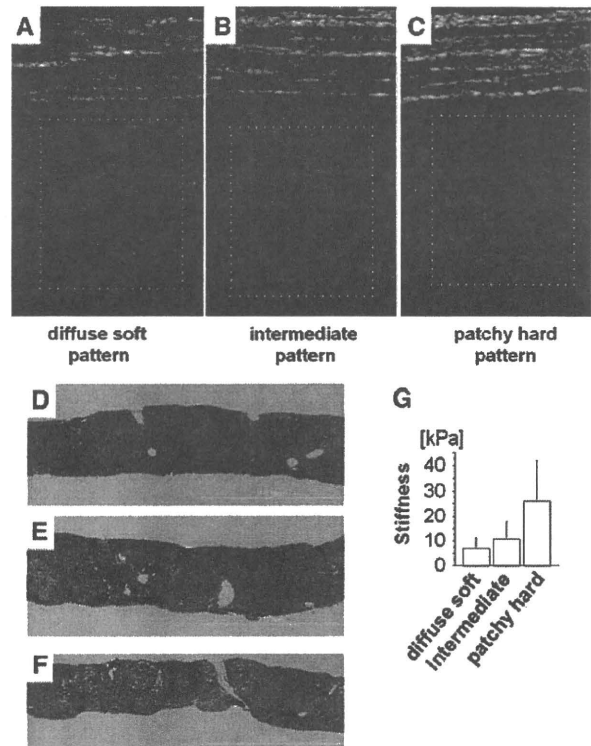 A
B
C
diffuse soft
pattern
intermediate
pattern
patchy hard
pattern
D
E
F
G
[kPa]
Stiffness
40
30
20
10
0
diffuse soft
intermediate
patchy hard